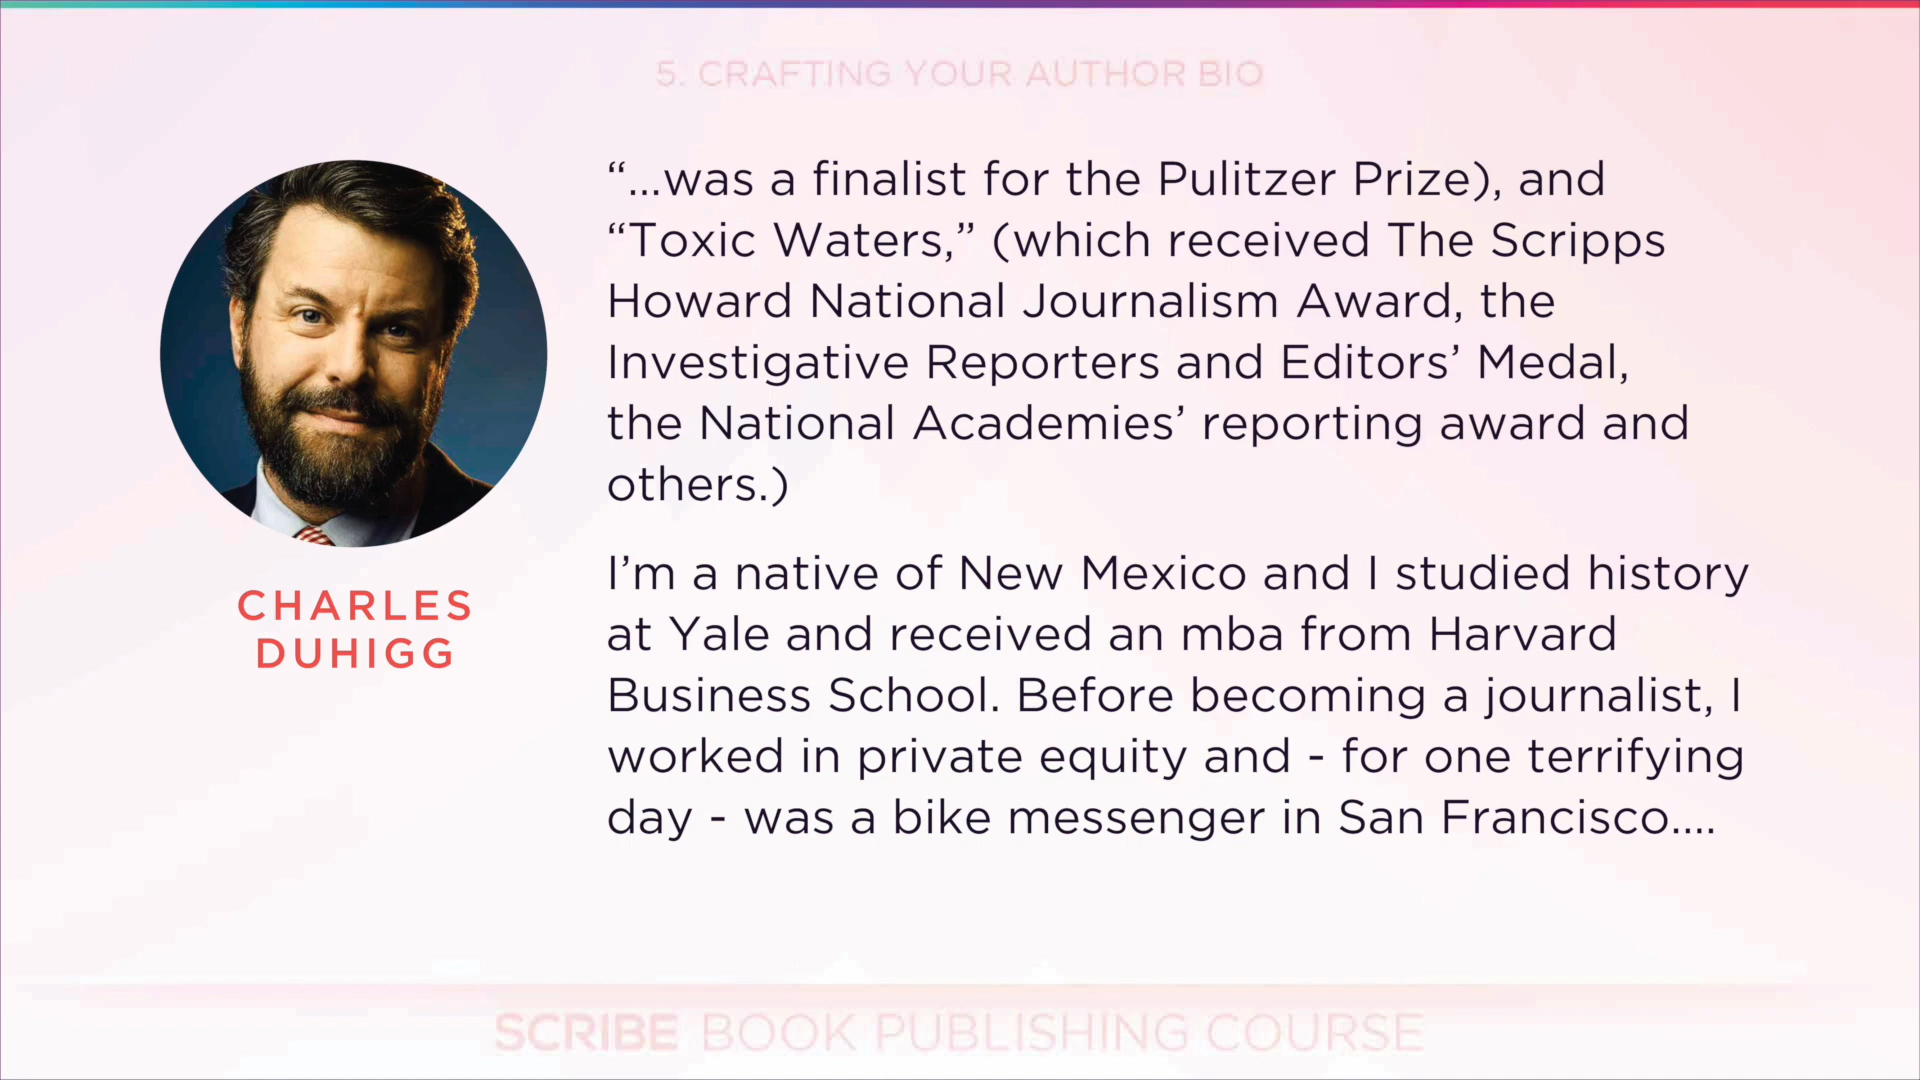 5. CRAFTING YOUR AUTHOR BIO
“...was a finalist for the Pulitzer Prize), and
“Toxic Waters,” (which received The Scripps
Howard National Journalism Award, the
Investigative Reporters and Editors’ Medal,
the National Academies’ reporting award and
others.)
I’m a native of New Mexico and I studied history
at Yale and received an mba from Harvard
Business School. Before becoming a journalist, I
worked in private equity and - for one terrifying
day - was a bike messenger in San Francisco....
CHARLES
DUHIGG
SCRIBE BOOK PUBLISHING COURSE